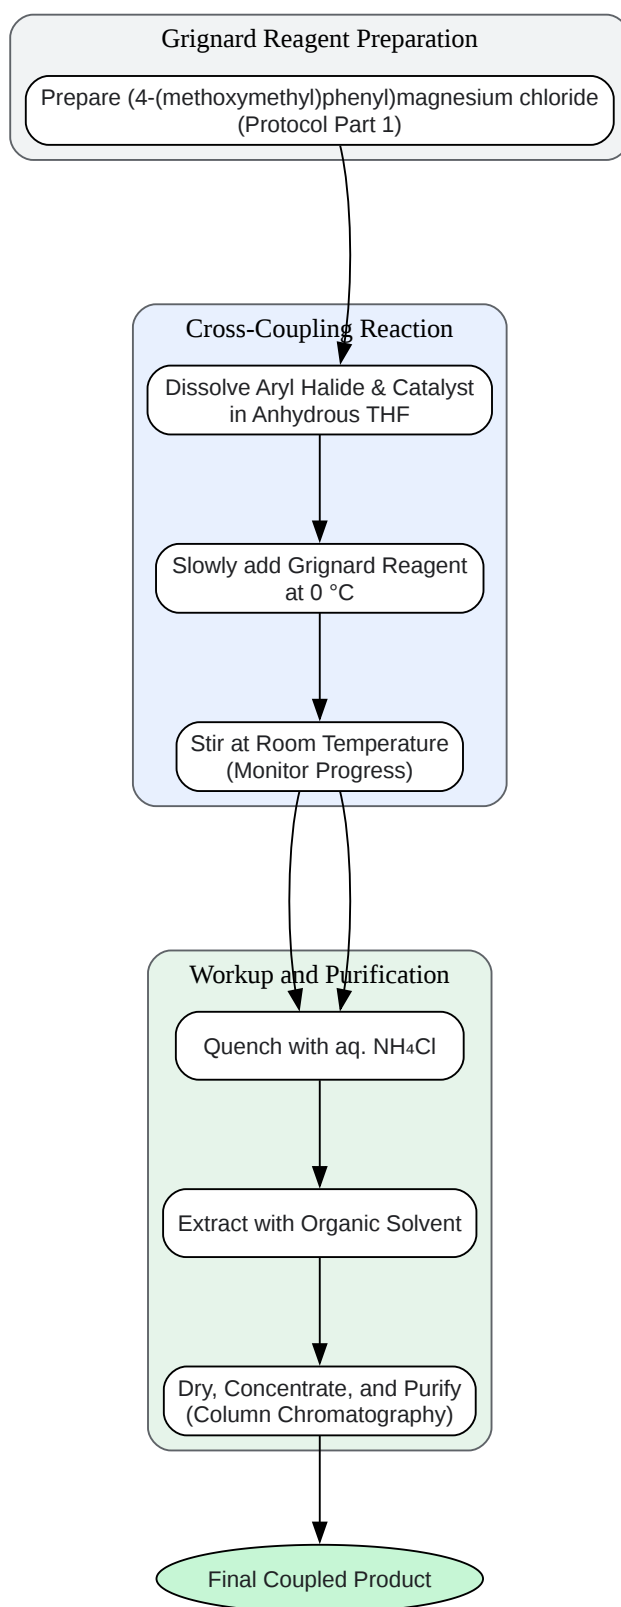 Grignard Reagent Preparation
Prepare (4-(methoxymethyl)phenyl)magnesium chloride
(Protocol Part 1)
Cross-Coupling Reaction
Dissolve Aryl Halide & Catalyst
in Anhydrous THF
Slowly add Grignard Reagent
at 0 °C
Stir at Room Temperature
(Monitor Progress)
Workup and Purification
Quench with aq. NH₄Cl
Extract with Organic Solvent
Dry, Concentrate, and Purify
(Column Chromatography)
Final Coupled Product